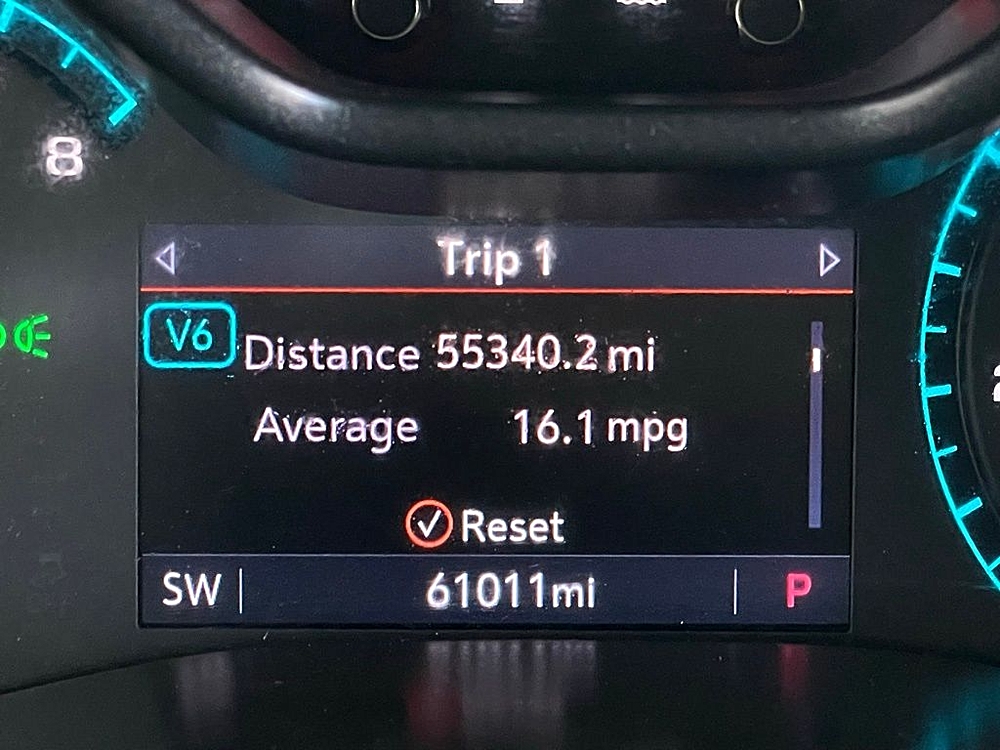 8
Trip 1
V6
Distance 55340.2 mi
Average 16.1 mpg
Reset
SW 61011mi P